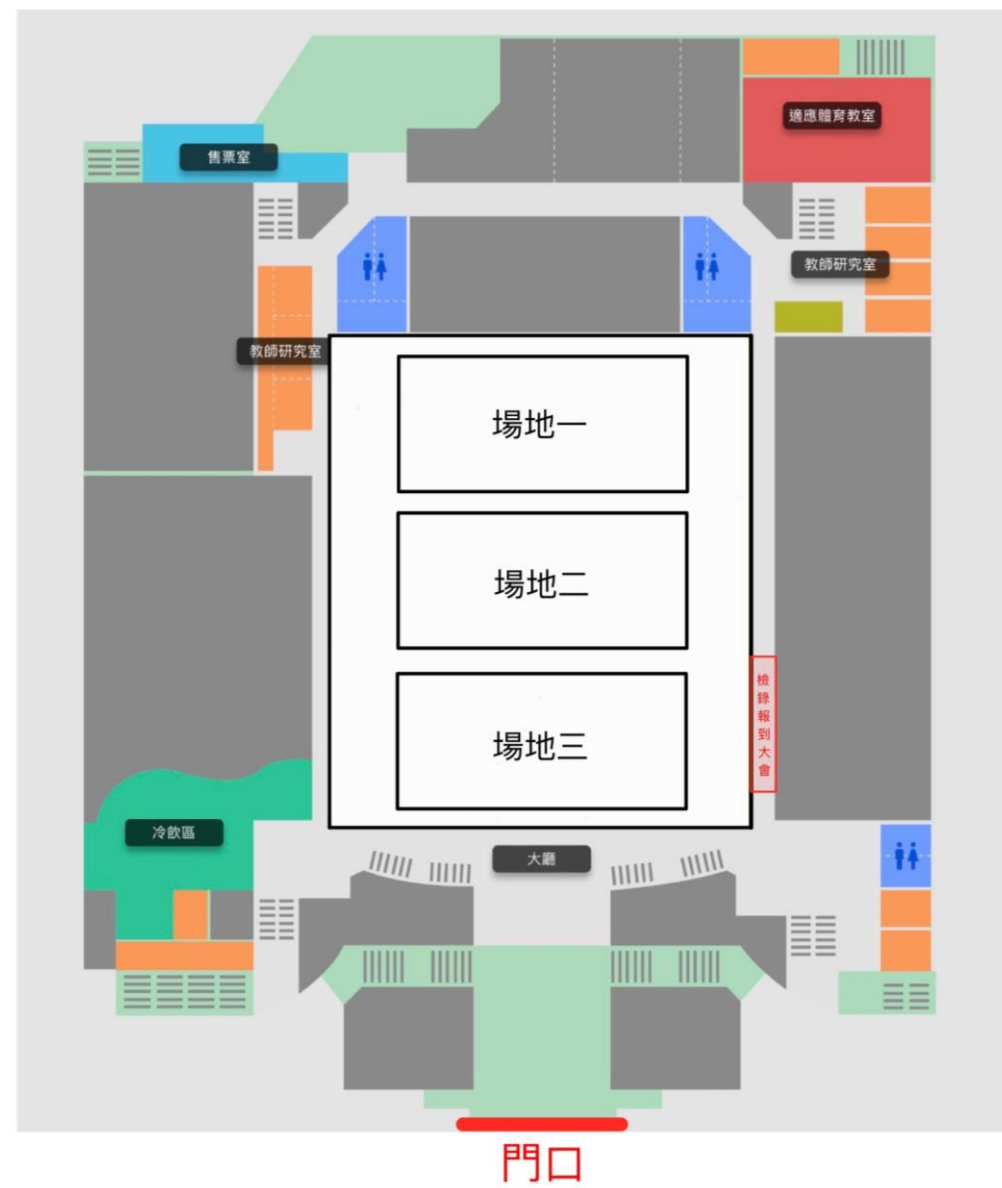 適應體育教室
售票室
教師研究室
教師研究室
場地一
場地二
檢錄報到大會
場地三
冷飲區
大廳
門口